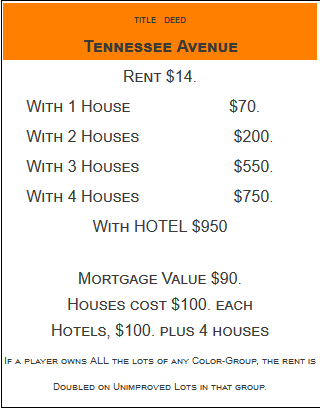 TITLE DEED
TENNESSEE AVENUE
RENT $14.
WITH 1 HOUSE $70.
WITH 2 HOUSES $200.
WITH 3 HOUSES $550.
WITH 4 HOUSES $750.
WITH HOTEL $950
MORTGAGE VALUE $90.
HOUSES COST $100. EACH
HOTELS, $100. PLUS 4 HOUSES
IF A PLAYER OWNS ALL THE LOTS OF ANY COLOR-GROUP, THE RENT IS
DOUBLED ON UNIMPROVED LOTS IN THAT GROUP.